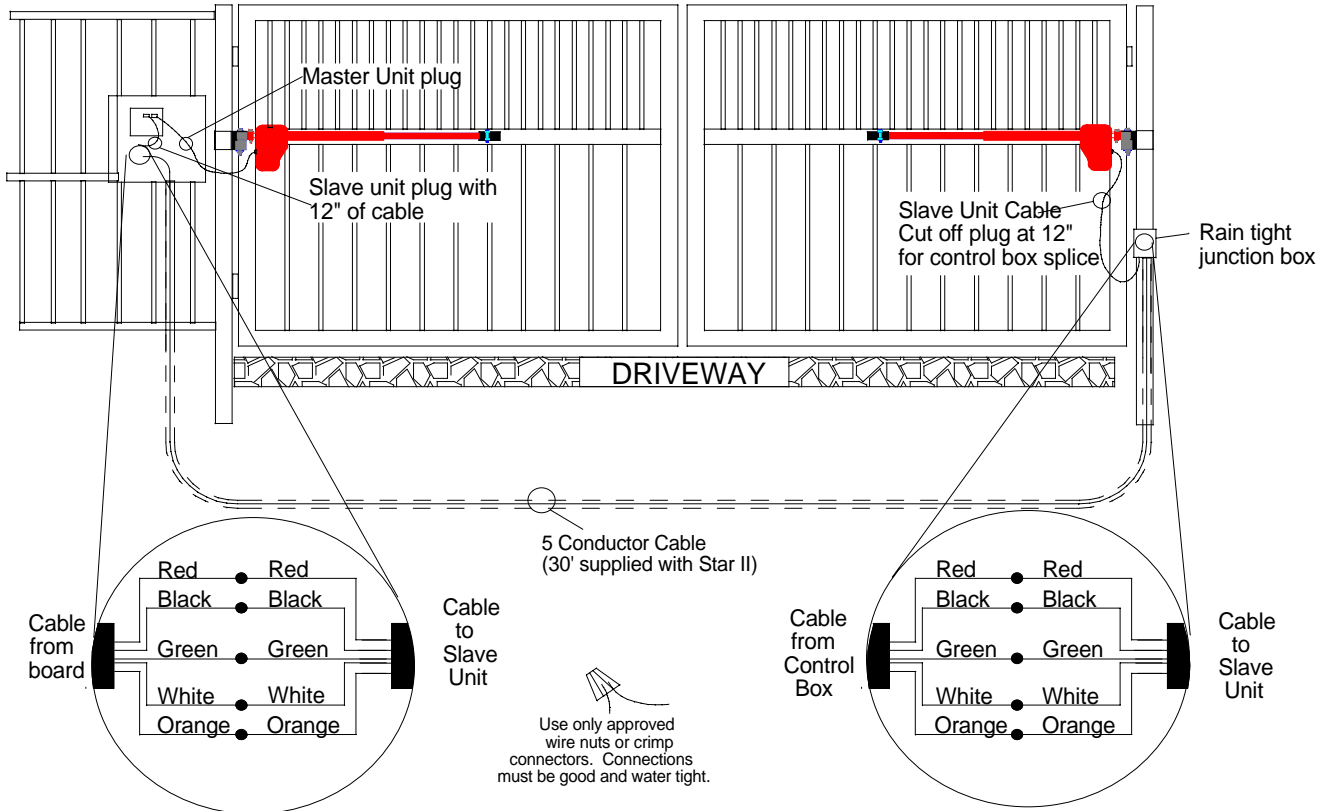 Master Unit plug
Slave unit plug with
12" of cable
Slave Unit Cable
Cut off plug at 12"
for control box splice
Rain tight
junction box
DRIVEWAY
5 Conductor Cable
(30' supplied with Star II)
Cable
from
board
Red Red
Black Black
Green Green
White White
Orange Orange
Cable
to
Slave
Unit
Use only approved
wire nuts or crimp
connectors. Connections
must be good and water tight.
Cable
from
Control
Box
Red Red
Black Black
Green Green
White White
Orange Orange
Cable
to
Slave
Unit